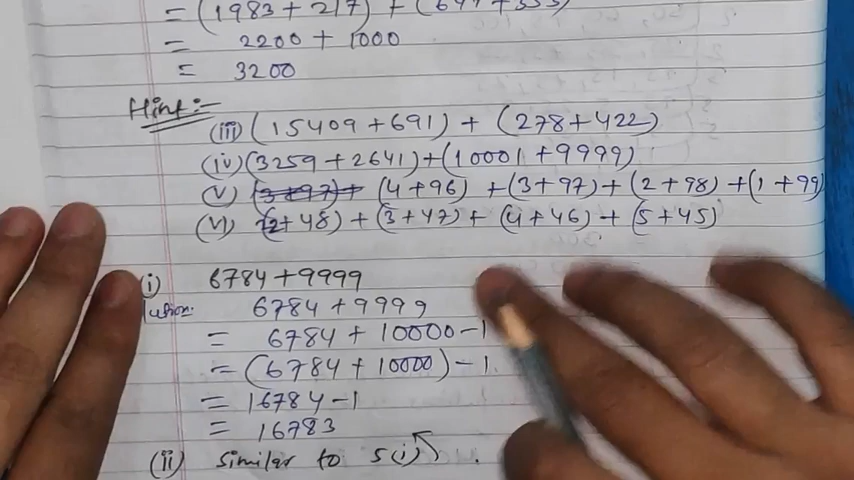 = (1983 + 217) + (647 + 353)
= 2200 + 1000
= 3200
Hint:-
(iii) (15409 + 691) + (278 + 422)
(iv) (3259 + 2641) + (10001 + 9999)
(v) (4 + 96) + (3 + 97) + (2 + 98) + (1 + 99)
(vi) (2 + 48) + (3 + 47) + (4 + 46) + (5 + 45)
(i) 6784 + 9999
lution: 6784 + 9999
= 6784 + 10000 - 1
= (6784 + 10000) - 1
= 16784 - 1
= 16783
(ii) similar to 5(i)